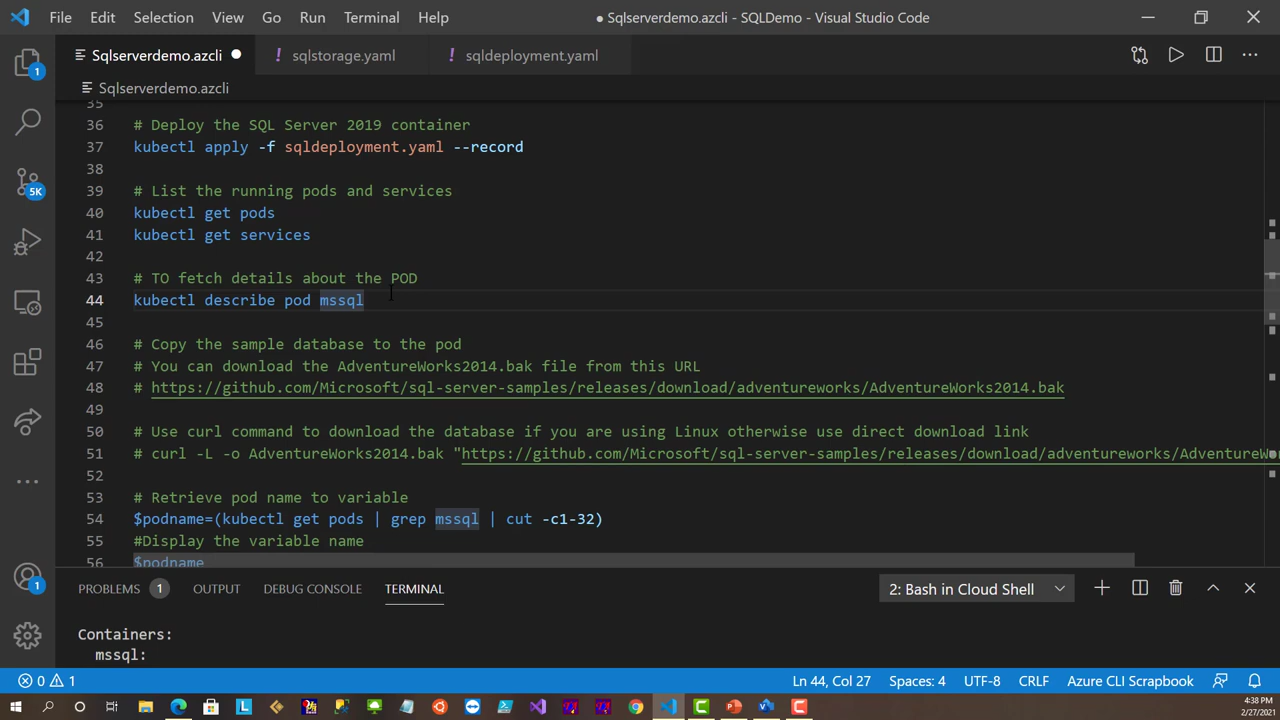 File Edit Selection View Go Run Terminal Help ● Sqlserverdemo.azcli - SQLDemo - Visual Studio Code
Sqlserverdemo.azcli ● ! sqlstorage.yaml ! sqldeployment.yaml
Sqlserverdemo.azcli
35
36 # Deploy the SQL Server 2019 container
37 kubectl apply -f sqldeployment.yaml --record
38
39 # List the running pods and services
40 kubectl get pods
41 kubectl get services
42
43 # TO fetch details about the POD
44 kubectl describe pod mssql
45
46 # Copy the sample database to the pod
47 # You can download the AdventureWorks2014.bak file from this URL
48 # https://github.com/Microsoft/sql-server-samples/releases/download/adventureworks/AdventureWorks2014.bak
49
50 # Use curl command to download the database if you are using Linux otherwise use direct download link
51 # curl -L -o AdventureWorks2014.bak "https://github.com/Microsoft/sql-server-samples/releases/download/adventureworks/AdventureWo
52
53 # Retrieve pod name to variable
54 $podname=(kubectl get pods | grep mssql | cut -c1-32)
55 #Display the variable name
56 $podname
1
5K
1
PROBLEMS 1 OUTPUT DEBUG CONSOLE TERMINAL 2: Bash in Cloud Shell
Containers:
mssql:
0 1 Ln 44, Col 27 Spaces: 4 UTF-8 CRLF Azure CLI Scrapbook
4:38 PM
2/27/2021